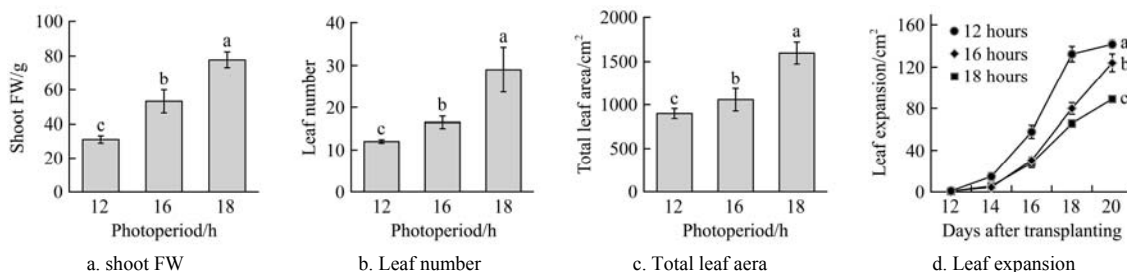 100
80
60
40
20
0
Shoot FW/g
c
b
a
12 16 18
Photoperiod/h
a. shoot FW
40
30
20
10
0
Leaf number
c
b
a
12 16 18
Photoperiod/h
b. Leaf number
2000
1500
1000
500
0
Total leaf area/cm²
c
b
a
12 16 18
Photoperiod/h
c. Total leaf aera
160
120
80
40
0
Leaf expansion/cm²
12 hours
16 hours
18 hours
a
b
c
12 14 16 18 20
Days after transplanting
d. Leaf expansion